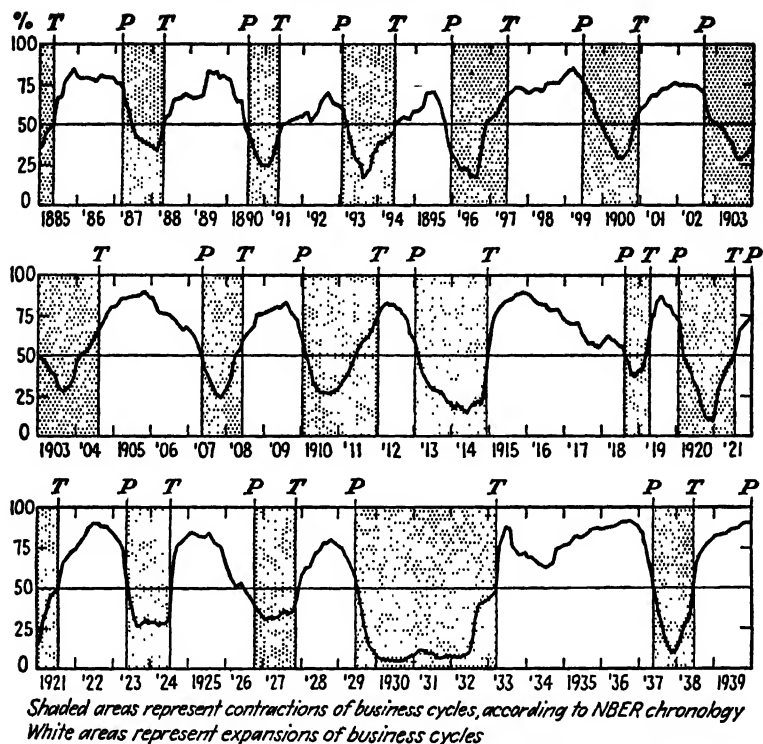 % T P T P T P T P T P T P
100
75
50
25
0
1885 '86 '87 '88 '89 1890 '91 '92 '93 '94 1895 '96 '97 '98 '99 1900 '01 '02 1903
T P T P T P T P T P T P
100
75
50
25
0
1903 '04 1905 '06 '07 '08 '09 1910 '11 '12 '13 '14 1915 '16 '17 '18 '19 1920 '21
T P T P T P T P T P
100
75
50
25
0
1921 '22 '23 '24 1925 '26 '27 '28 '29 1930 '31 '32 '33 '34 1935 '36 '37 '38 1939
Shaded areas represent contractions of business cycles, according to NBER chronology
White areas represent expansions of business cycles